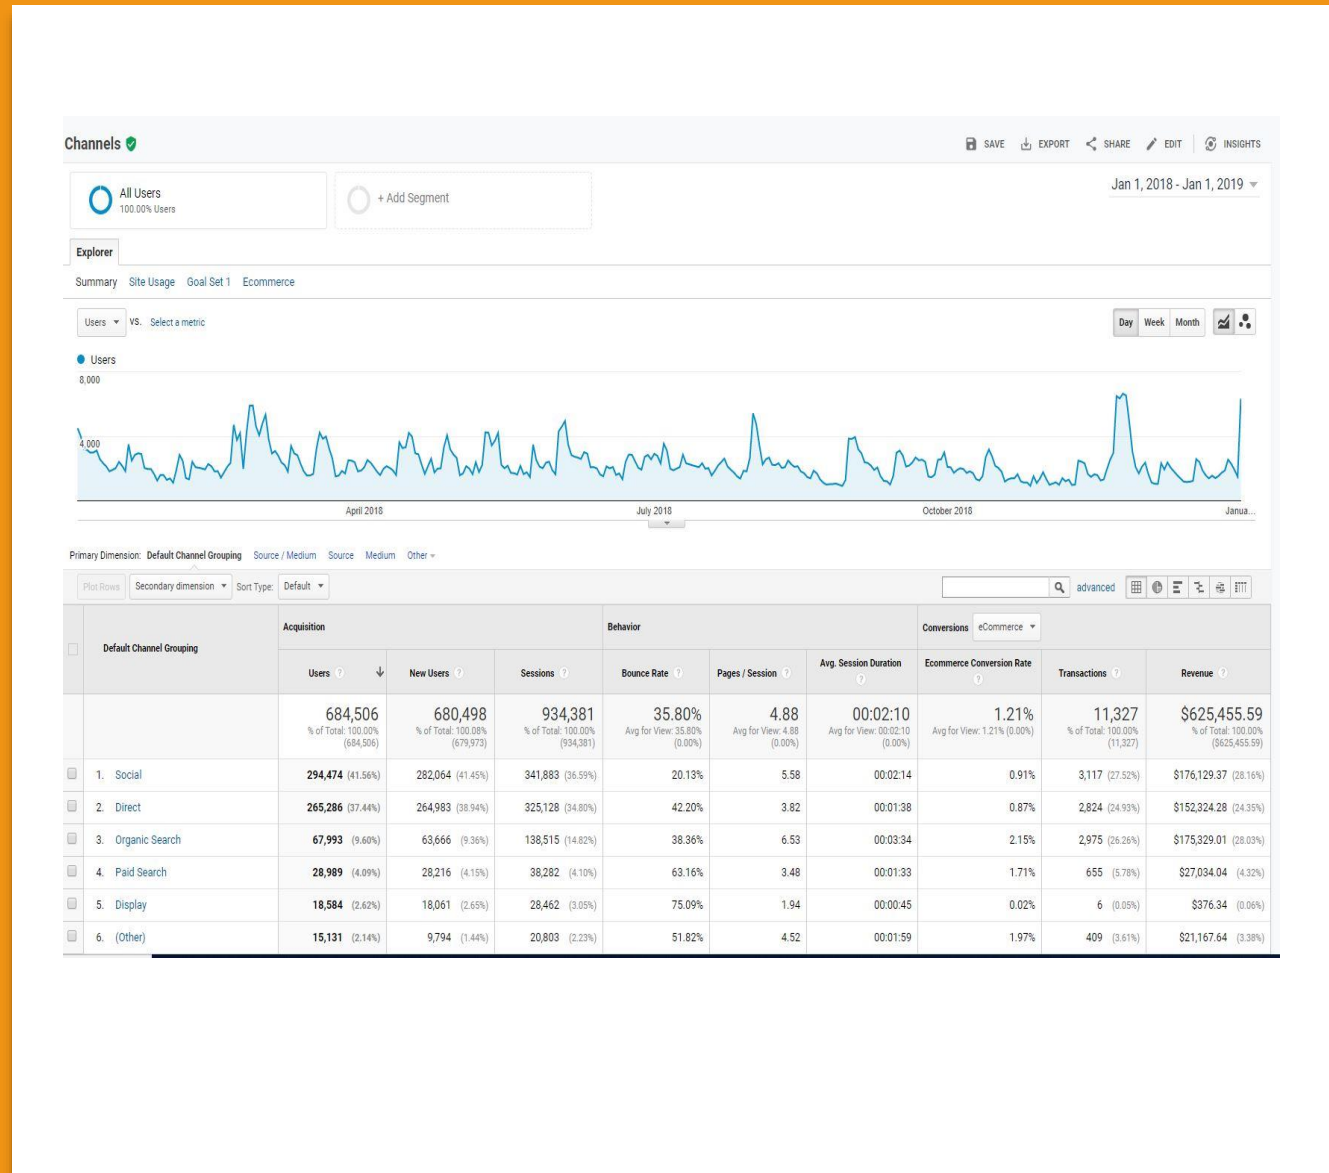 Channels
SAVE EXPORT SHARE EDIT INSIGHTS
All Users
100.00% Users
+ Add Segment
Jan 1, 2018 - Jan 1, 2019
Explorer
Summary Site Usage Goal Set 1 Ecommerce
Users VS. Select a metric
Day Week Month
Users
8,000
4,000
April 2018 July 2018 October 2018 Janua...
Primary Dimension: Default Channel Grouping Source / Medium Source Medium Other
Plot Rows Secondary dimension Sort Type: Default advanced
Default Channel Grouping Acquisition Behavior Conversions eCommerce
Users ? New Users ? Sessions ? Bounce Rate ? Pages / Session ? Avg. Session Duration ? Ecommerce Conversion Rate ? Transactions ? Revenue ?
684,506 680,498 934,381 35.80% 4.88 00:02:10 1.21% 11,327 $625,455.59
% of Total: 100.00% % of Total: 100.08% % of Total: 100.00% Avg for View: 35.80% Avg for View: 4.88 Avg for View: 00:02:10 Avg for View: 1.21% (0.00%) % of Total: 100.00% % of Total: 100.00%
(684,506) (679,973) (934,381) (0.00%) (0.00%) (0.00%) (11,327) ($625,455.59)
1. Social 294,474 (41.56%) 282,064 (41.45%) 341,883 (36.59%) 20.13% 5.58 00:02:14 0.91% 3,117 (27.52%) $176,129.37 (28.16%)
2. Direct 265,286 (37.44%) 264,983 (38.94%) 325,128 (34.80%) 42.20% 3.82 00:01:38 0.87% 2,824 (24.93%) $152,324.28 (24.35%)
3. Organic Search 67,993 (9.60%) 63,666 (9.36%) 138,515 (14.82%) 38.36% 6.53 00:03:34 2.15% 2,975 (26.26%) $175,329.01 (28.03%)
4. Paid Search 28,989 (4.09%) 28,216 (4.15%) 38,282 (4.10%) 63.16% 3.48 00:01:33 1.71% 655 (5.78%) $27,034.04 (4.32%)
5. Display 18,584 (2.62%) 18,061 (2.65%) 28,462 (3.05%) 75.09% 1.94 00:00:45 0.02% 6 (0.05%) $376.34 (0.06%)
6. (Other) 15,131 (2.14%) 9,794 (1.44%) 20,803 (2.23%) 51.82% 4.52 00:01:59 1.97% 409 (3.61%) $21,167.64 (3.38%)